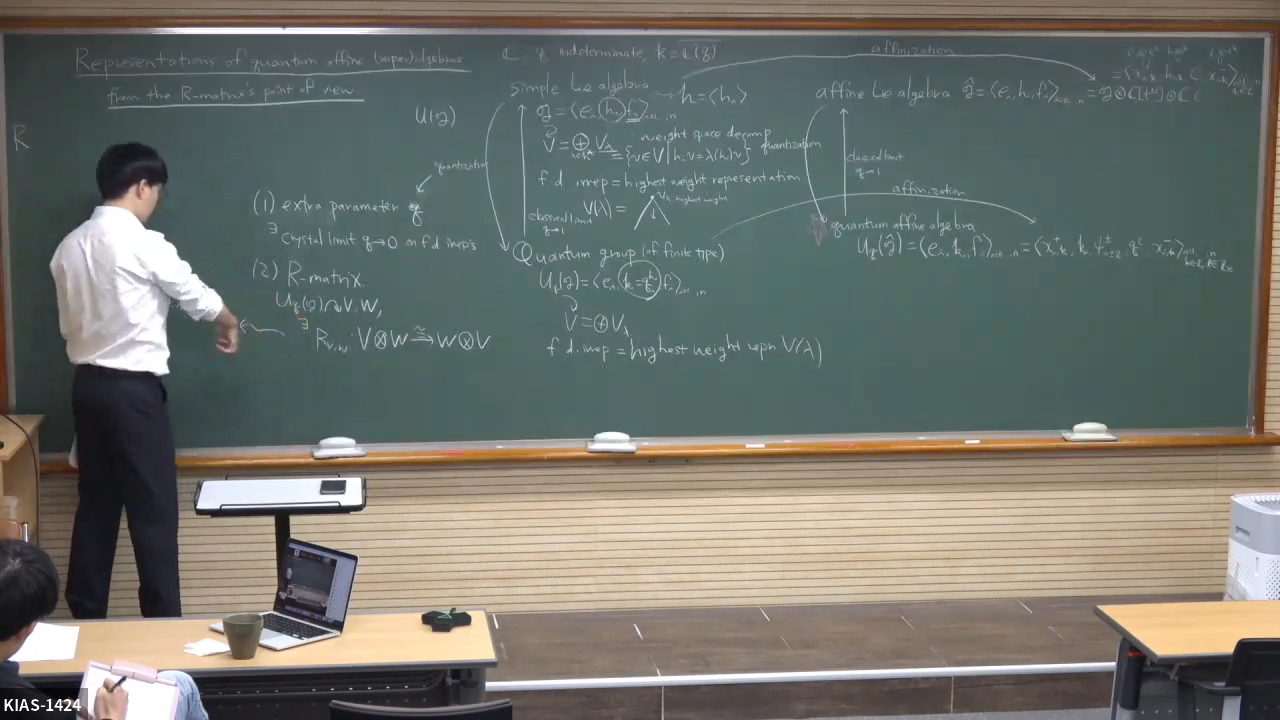 Representations of quantum affine (super)algebras
from the R-matrix's point of view
R
U(g)
quantization
(1) extra parameter q
∃ crystal limit q→0 on f.d. irrep's
(2) R-matrix.
U_q(g) ↷ V, W,
∃ R_{V,W}: V⊗W ≅→ W⊗V
ℂ, q indeterminate, k = \overline{ℂ(q)}
simple Lie algebra
g = ⟨e_i, h_i, f_i⟩_{i=1,..,n} → h = ⟨h_i⟩
V = ⊕ V_λ weight space decomp
= {v∈V | h_i v = λ(h_i)v}
f.d. irrep = highest weight representation
V(λ) =
v_λ highest weight
classical limit
q→1
Quantum group (of finite type)
U_q(g) = ⟨e_i, k_i = q^{h_i}, f_i⟩_{i=1,..,n}
V = ⊕ V_λ
f.d. irrep = highest weight repn V(λ)
affinization
affine Lie algebra ĝ = ⟨e_i, h_i, f_i⟩_{i=0,..,n} = g⊗ℂ[t^{±1}]⊕ℂc
quantization
classical limit
q→1
affinization
quantum affine algebra
U_q(ĝ) = ⟨e_i, k_i, f_i⟩_{i=0,..,n}
KIAS-1424